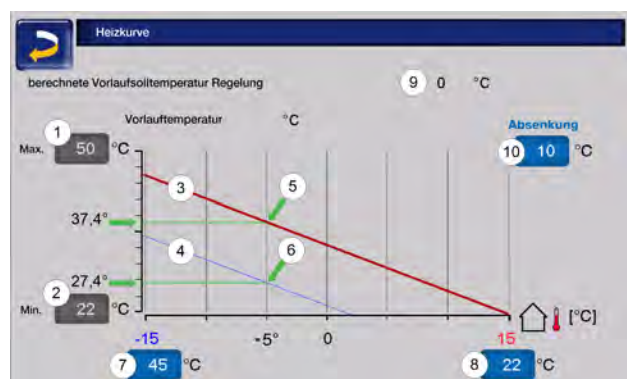 Heizkurve
berechnete Vorlaufsolltemperatur Regelung 9 0 °C
Vorlauftemperatur °C
Absenkung
1
Max. 50 °C
10 10 °C
3
5
37,4°
4
6
27,4°
2
Min. 22 °C
[°C]
-15 -5° 0 15
7 45 °C
8 22 °C